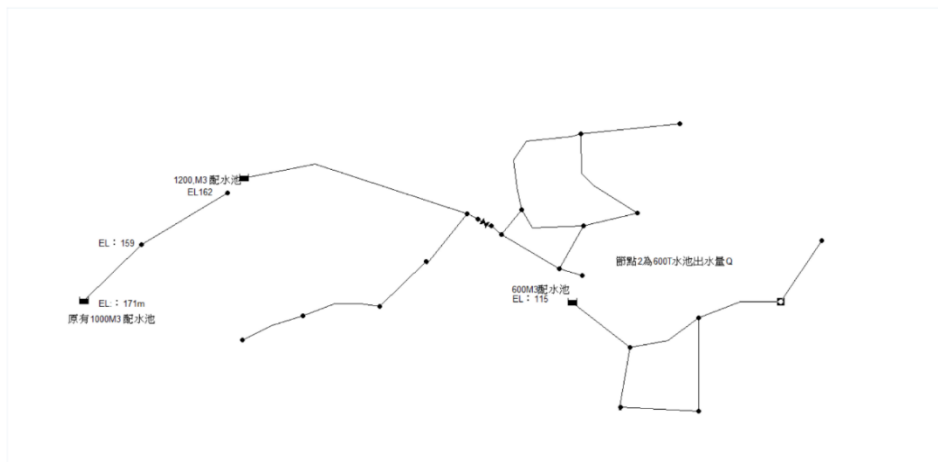 1200,M3 配水池
EL162
EL：159
EL.：171m
原有1000M3 配水池
節點2為600T水池出水量Q
600M3配水池
EL：115